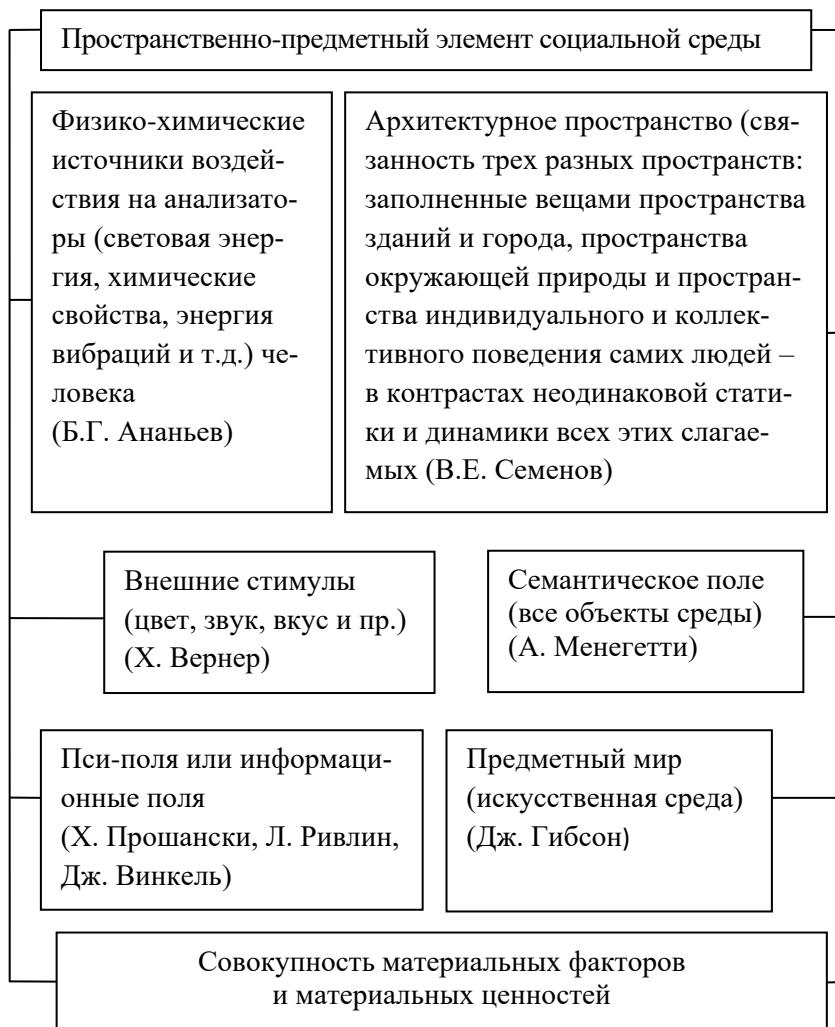 Пространственно-предметный элемент социальной среды
Физико-химические
источники воздей-
ствия на анализато-
ры (световая энер-
гия, химические
свойства, энергия
вибраций и т.д.) че-
ловека
(Б.Г. Ананьев)
Архитектурное пространство (свя-
занность трех разных пространств:
заполненные вещами пространства
зданий и города, пространства
окружающей природы и простран-
ства индивидуального и коллек-
тивного поведения самих людей –
в контрастах неодинаковой стати-
ки и динамики всех этих слагае-
мых (В.Е. Семенов)
Внешние стимулы
(цвет, звук, вкус и пр.)
(Х. Вернер)
Семантическое поле
(все объекты среды)
(А. Менегетти)
Пси-поля или информаци-
онные поля
(Х. Прошански, Л. Ривлин,
Дж. Винкель)
Предметный мир
(искусственная среда)
(Дж. Гибсон)
Совокупность материальных факторов
и материальных ценностей